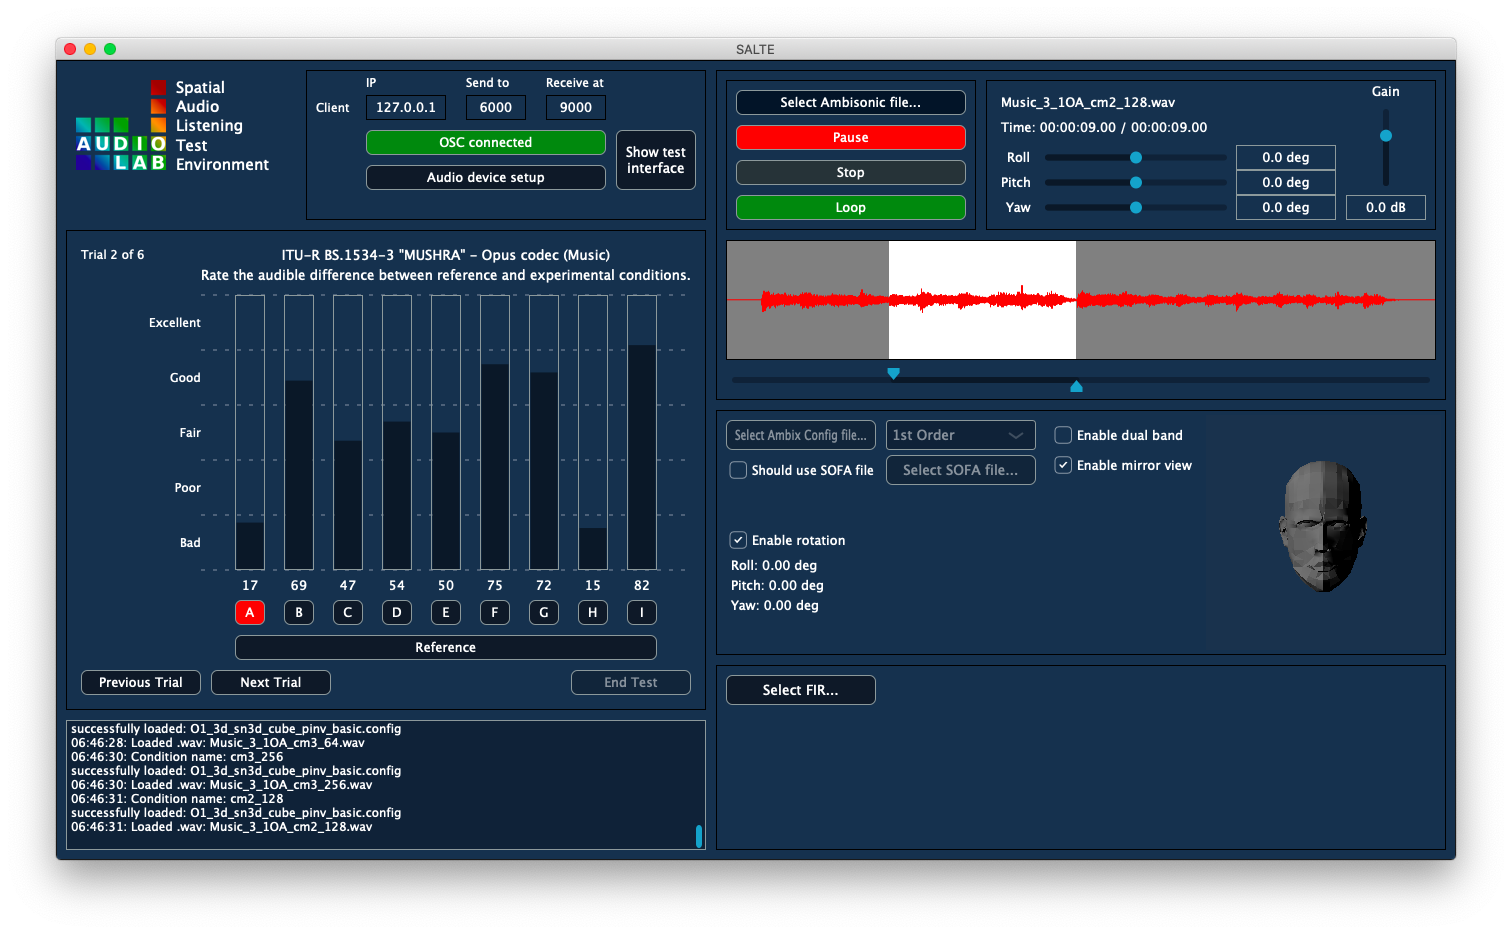 SALTE
AUDIO
LAB
Spatial
Audio
Listening
Test
Environment
IP Send to Receive at
Client 127.0.0.1 6000 9000
OSC connected
Audio device setup
Show test
interface
Trial 2 of 6
ITU-R BS.1534-3 "MUSHRA" - Opus codec (Music)
Rate the audible difference between reference and experimental conditions.
Excellent
Good
Fair
Poor
Bad
17 69 47 54 50 75 72 15 82
A B C D E F G H I
Reference
Previous Trial Next Trial End Test
successfully loaded: O1_3d_sn3d_cube_pinv_basic.config
06:46:28: Loaded .wav: Music_3_1OA_cm3_64.wav
06:46:30: Condition name: cm3_256
successfully loaded: O1_3d_sn3d_cube_pinv_basic.config
06:46:30: Loaded .wav: Music_3_1OA_cm3_256.wav
06:46:31: Condition name: cm2_128
successfully loaded: O1_3d_sn3d_cube_pinv_basic.config
06:46:31: Loaded .wav: Music_3_1OA_cm2_128.wav
Select Ambisonic file...
Pause
Stop
Loop
Music_3_1OA_cm2_128.wav
Time: 00:00:09.00 / 00:00:09.00
Gain
Roll 0.0 deg
Pitch 0.0 deg
Yaw 0.0 deg 0.0 dB
Select Ambix Config file... 1st Order Enable dual band
Should use SOFA file Select SOFA file... Enable mirror view
Enable rotation
Roll: 0.00 deg
Pitch: 0.00 deg
Yaw: 0.00 deg
Select FIR...